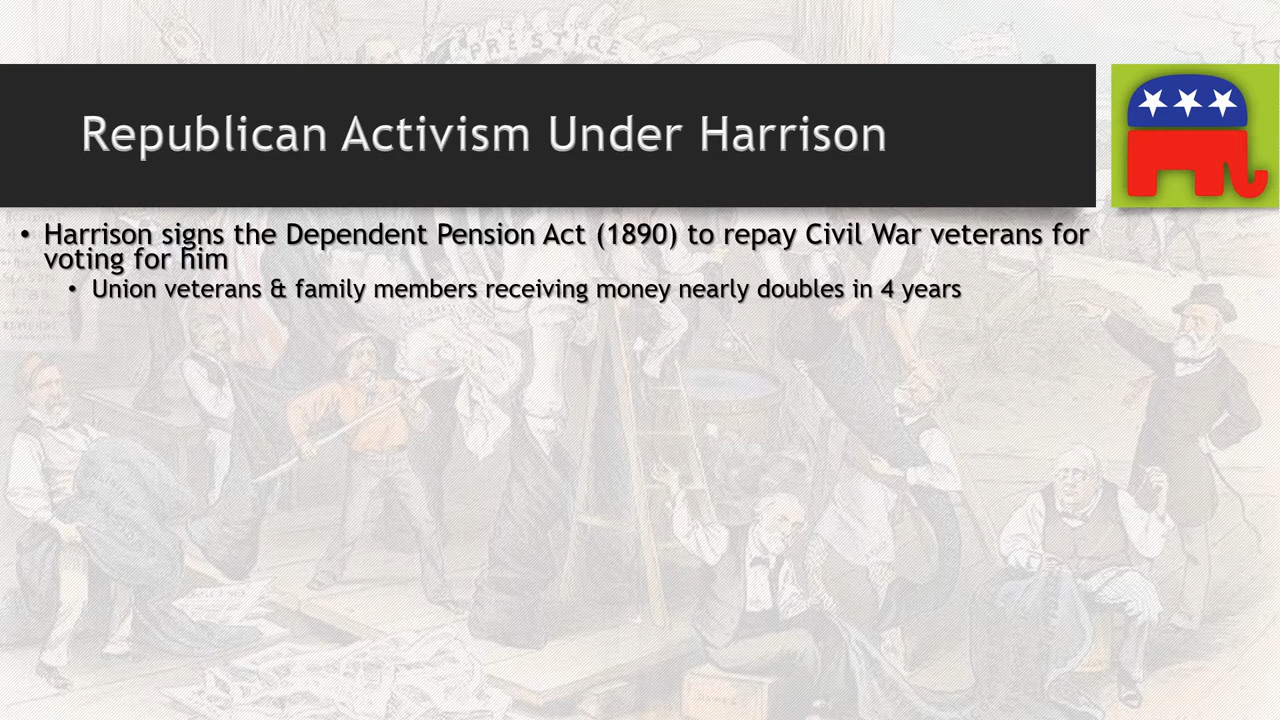 PRESTIGE
Republican Activism Under Harrison
• Harrison signs the Dependent Pension Act (1890) to repay Civil War veterans for
voting for him
• Union veterans & family members receiving money nearly doubles in 4 years